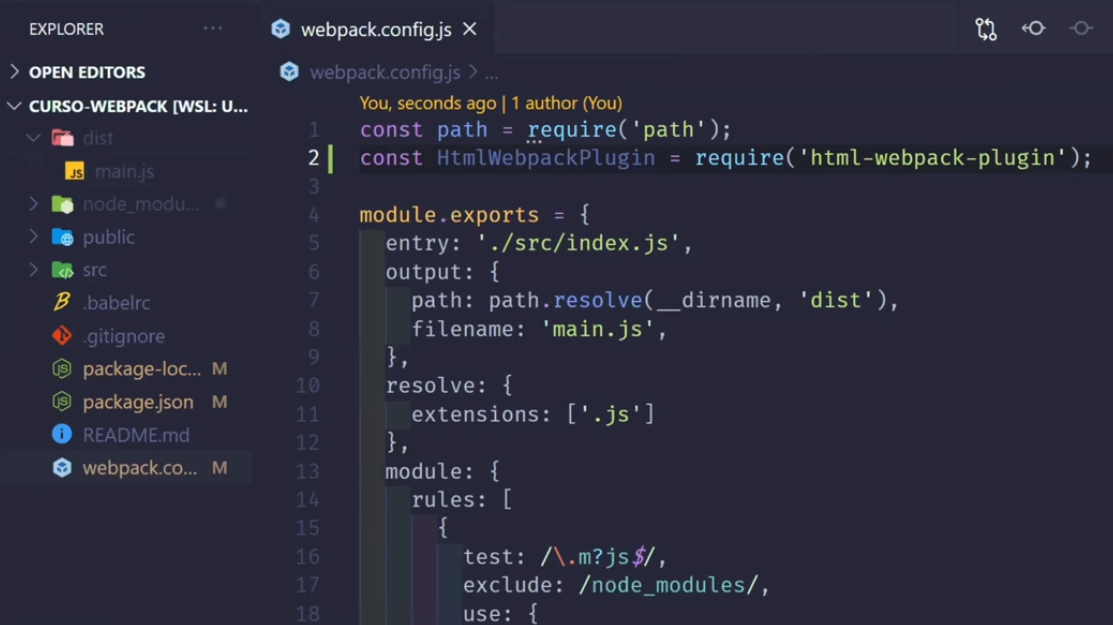 EXPLORER ···
OPEN EDITORS
CURSO-WEBPACK [WSL: U...
dist
JS main.js
node_modu...
public
src
.babelrc
.gitignore
package-loc... M
package.json M
README.md
webpack.co... M
webpack.config.js
webpack.config.js > ...
You, seconds ago | 1 author (You)
1 const path = require('path');
2 const HtmlWebpackPlugin = require('html-webpack-plugin');
3
4 module.exports = {
5 entry: './src/index.js',
6 output: {
7 path: path.resolve(__dirname, 'dist'),
8 filename: 'main.js',
9 },
10 resolve: {
11 extensions: ['.js']
12 },
13 module: {
14 rules: [
15 {
16 test: /\.m?js$/,
17 exclude: /node_modules/,
18 use: {